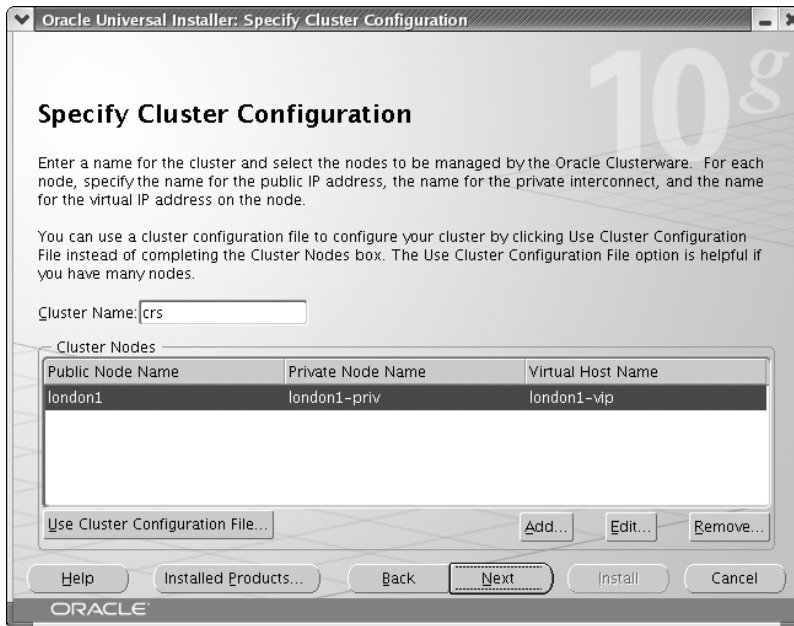 Oracle Universal Installer: Specify Cluster Configuration
10g
Specify Cluster Configuration
Enter a name for the cluster and select the nodes to be managed by the Oracle Clusterware. For each
node, specify the name for the public IP address, the name for the private interconnect, and the name
for the virtual IP address on the node.
You can use a cluster configuration file to configure your cluster by clicking Use Cluster Configuration
File instead of completing the Cluster Nodes box. The Use Cluster Configuration File option is helpful if
you have many nodes.
Cluster Name: crs
Cluster Nodes
Public Node Name Private Node Name Virtual Host Name
london1 london1-priv london1-vip
Use Cluster Configuration File... Add... Edit... Remove...
Help Installed Products... Back Next Install Cancel
ORACLE